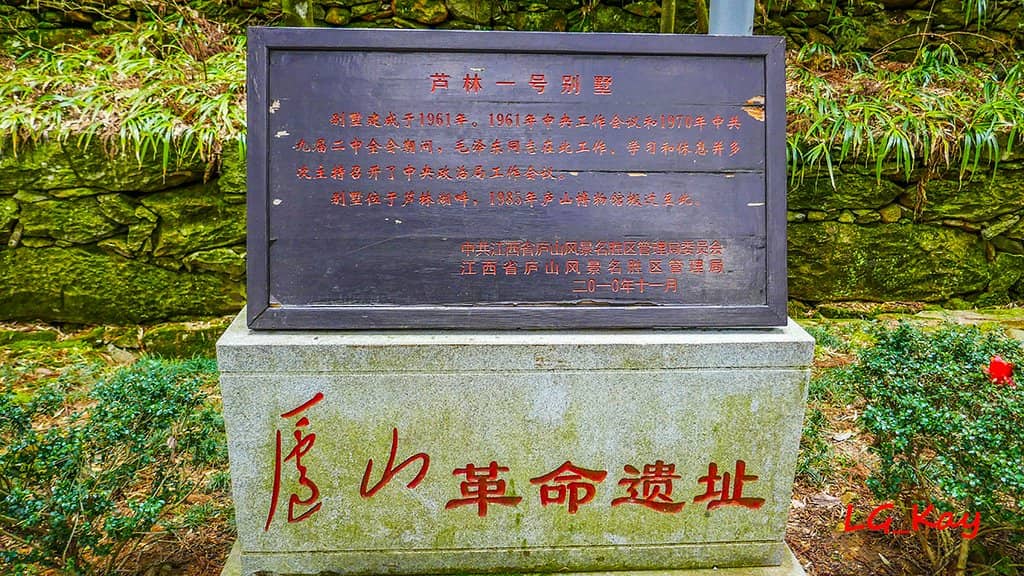 芦林一号别墅
别墅建成于1961年。1961年中央工作会议和1970年中共
九届二中全会期间，毛泽东同志在此工作、学习和休息并多
次主持召开了中央政治局工作会议。
别墅位于芦林湖畔，1985年庐山博物馆搬迁至此。
中共江西省庐山风景名胜区管理局委员会
江西省庐山风景名胜区管理局
二〇一〇年十一月
庐山革命遗址
LG_Kay